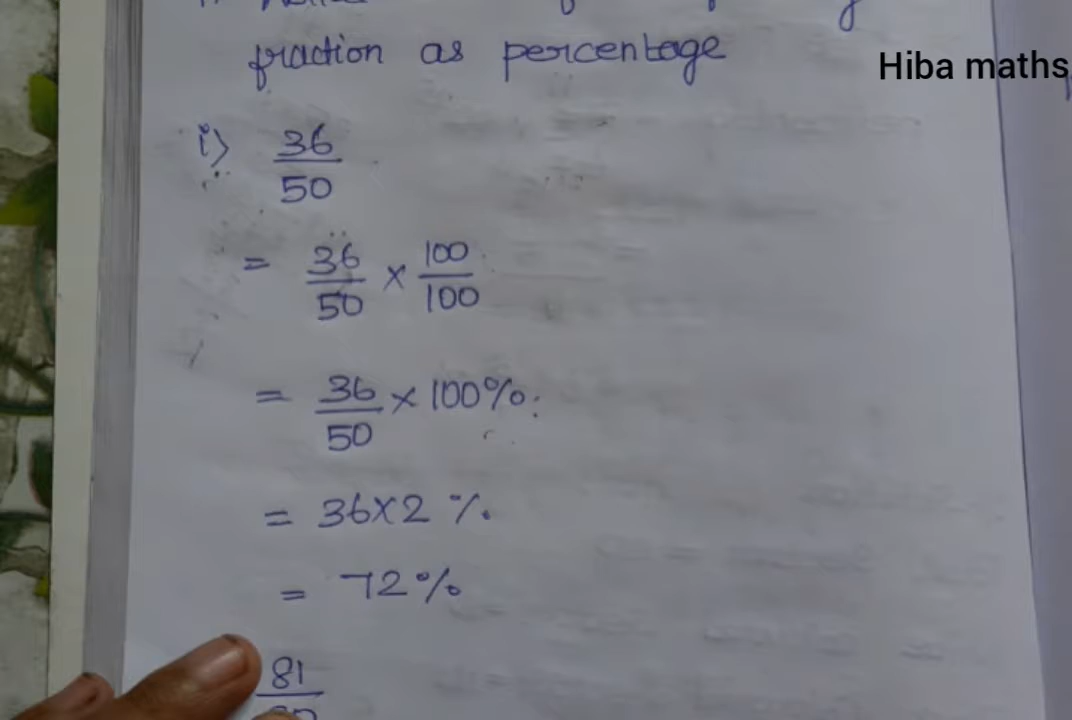 fraction as percentage
Hiba maths
i) 36/50
= 36/50 × 100/100
= 36/50 × 100%.
= 36×2 %.
= 72%
81